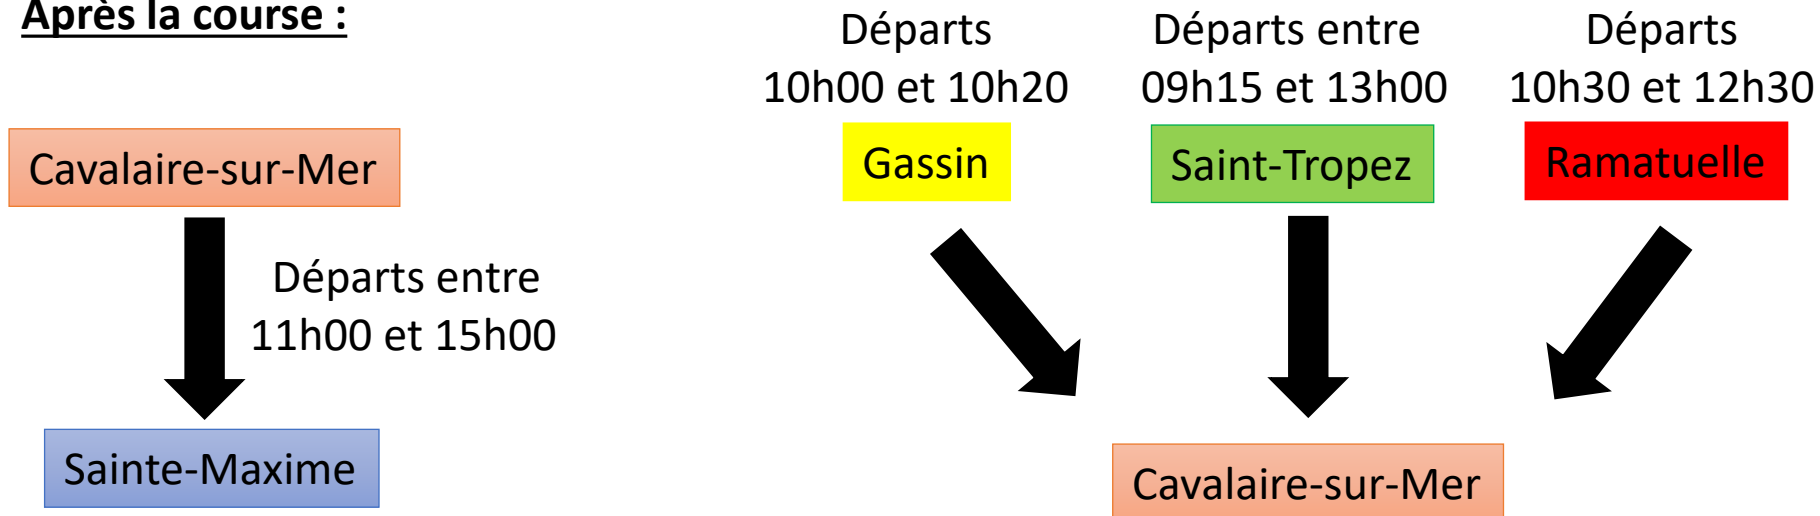 Après la course :
Cavalaire-sur-Mer
Départs entre
11h00 et 15h00
Sainte-Maxime
Départs
10h00 et 10h20
Gassin
Départs entre
09h15 et 13h00
Saint-Tropez
Départs
10h30 et 12h30
Ramatuelle
Cavalaire-sur-Mer